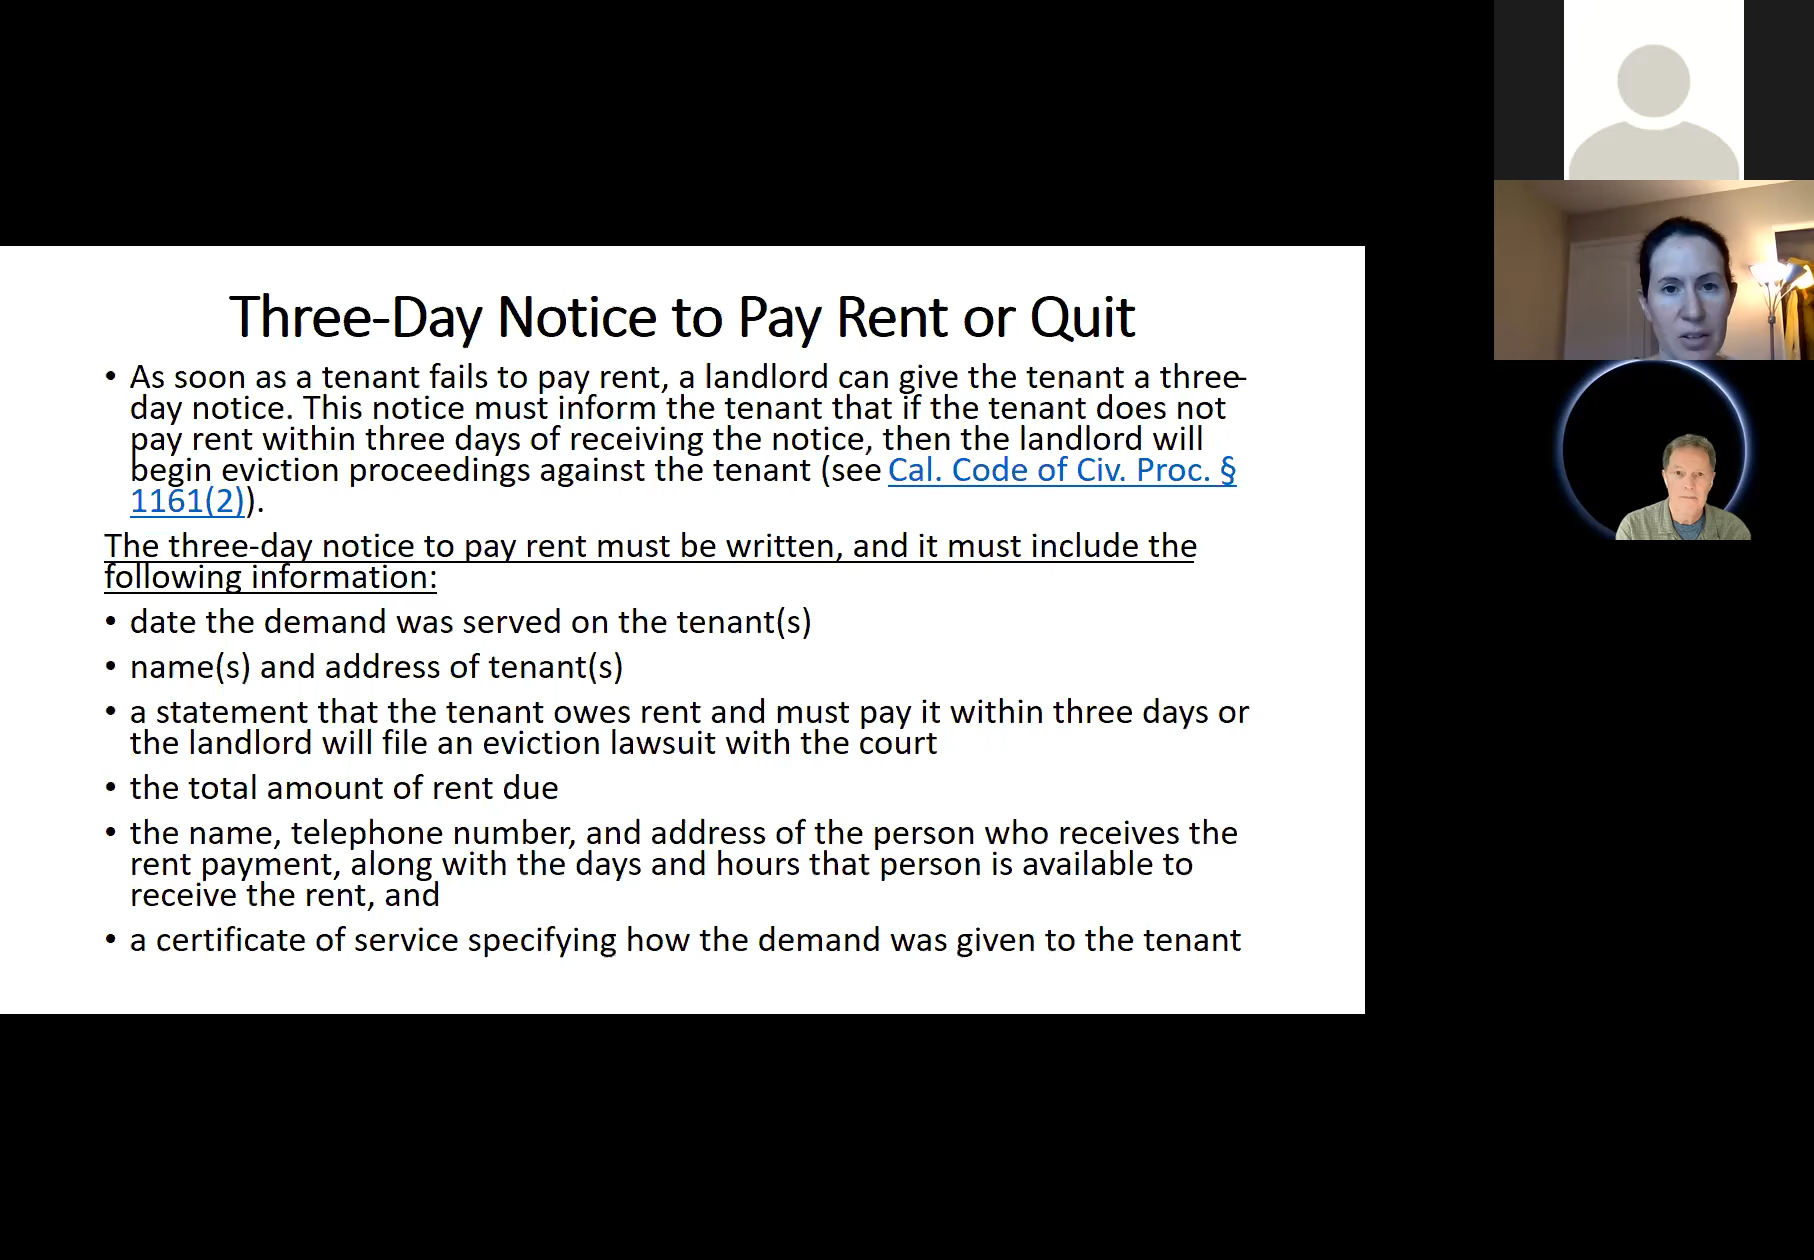 Three-Day Notice to Pay Rent or Quit
• As soon as a tenant fails to pay rent, a landlord can give the tenant a three-
day notice. This notice must inform the tenant that if the tenant does not
pay rent within three days of receiving the notice, then the landlord will
begin eviction proceedings against the tenant (see Cal. Code of Civ. Proc. §
1161(2)).
The three-day notice to pay rent must be written, and it must include the
following information:
• date the demand was served on the tenant(s)
• name(s) and address of tenant(s)
• a statement that the tenant owes rent and must pay it within three days or
the landlord will file an eviction lawsuit with the court
• the total amount of rent due
• the name, telephone number, and address of the person who receives the
rent payment, along with the days and hours that person is available to
receive the rent, and
• a certificate of service specifying how the demand was given to the tenant